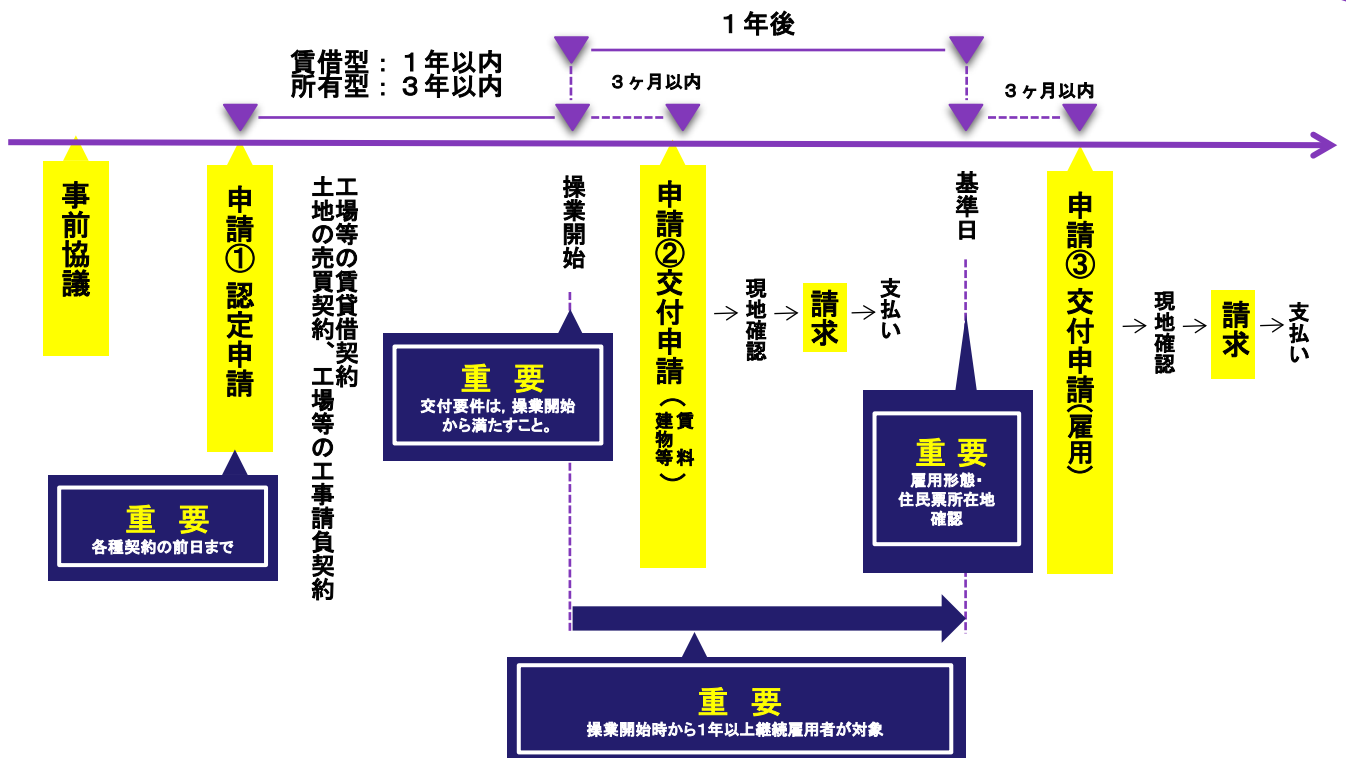 1年後
賃借型：1年以内
所有型：3年以内
3ヶ月以内
3ヶ月以内
事前協議
申請① 認定申請
工場等の賃貸借契約
土地の売買契約、工場等の工事請負契約
操業開始
申請②交付申請（賃料
建物等）
現地確認
請求
支払い
基準日
申請③ 交付申請（雇用）
現地確認
請求
支払い
重 要
各種契約の前日まで
重 要
交付要件は，操業開始
から満たすこと。
重 要
雇用形態・
住民票所在地
確認
重 要
操業開始時から1年以上継続雇用者が対象